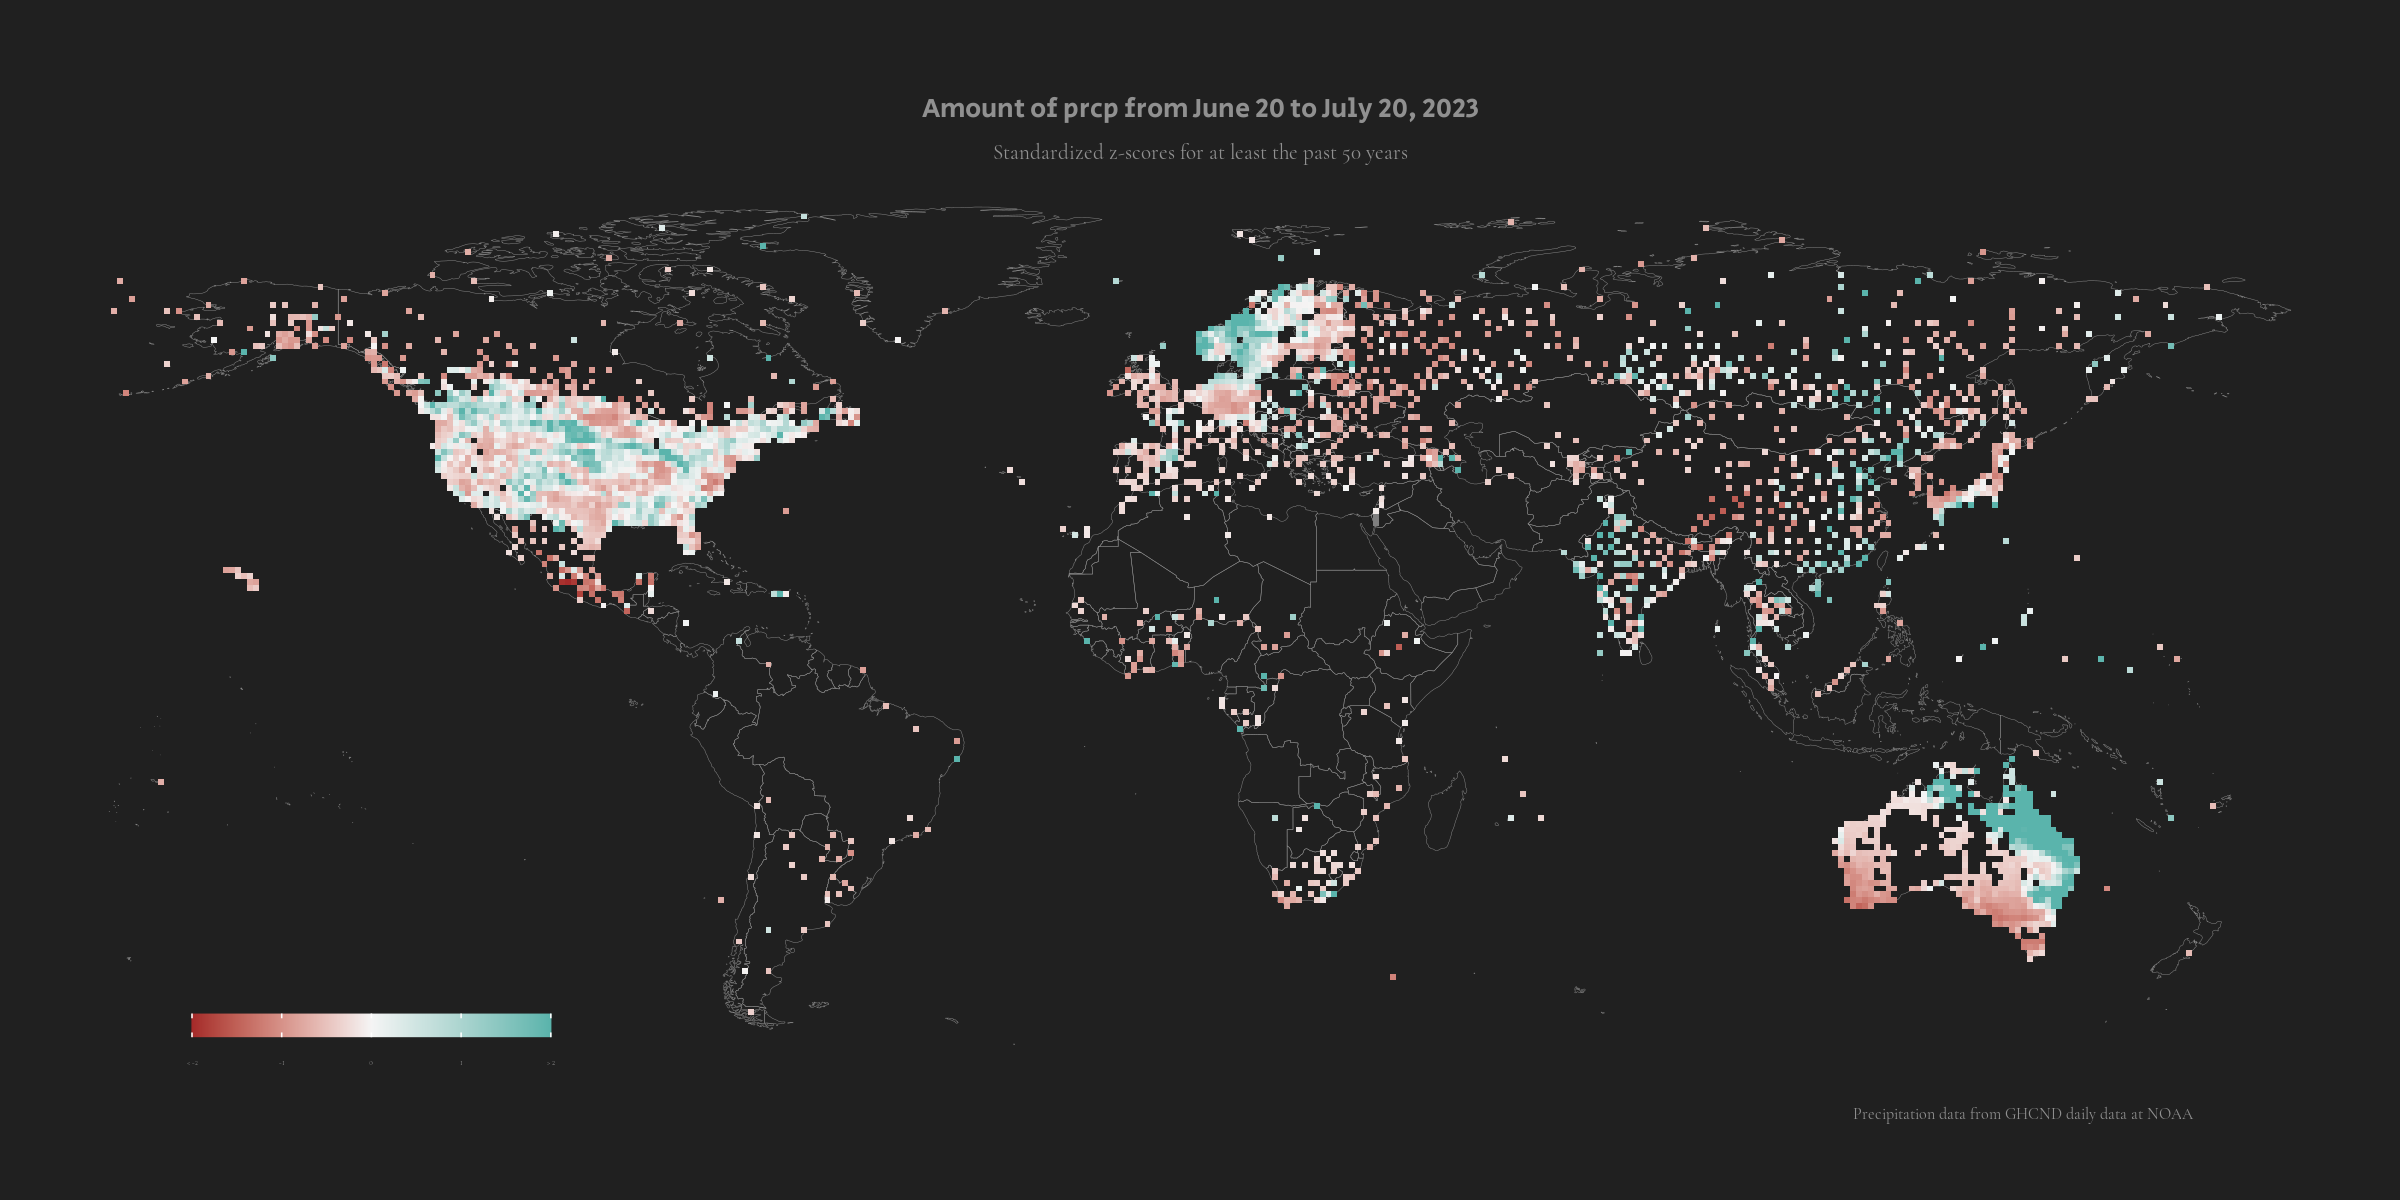 Amount of prcp from June 20 to July 20, 2023
Standardized z-scores for at least the past 50 years
<-2 -1 0 1 >2
Precipitation data from GHCND daily data at NOAA